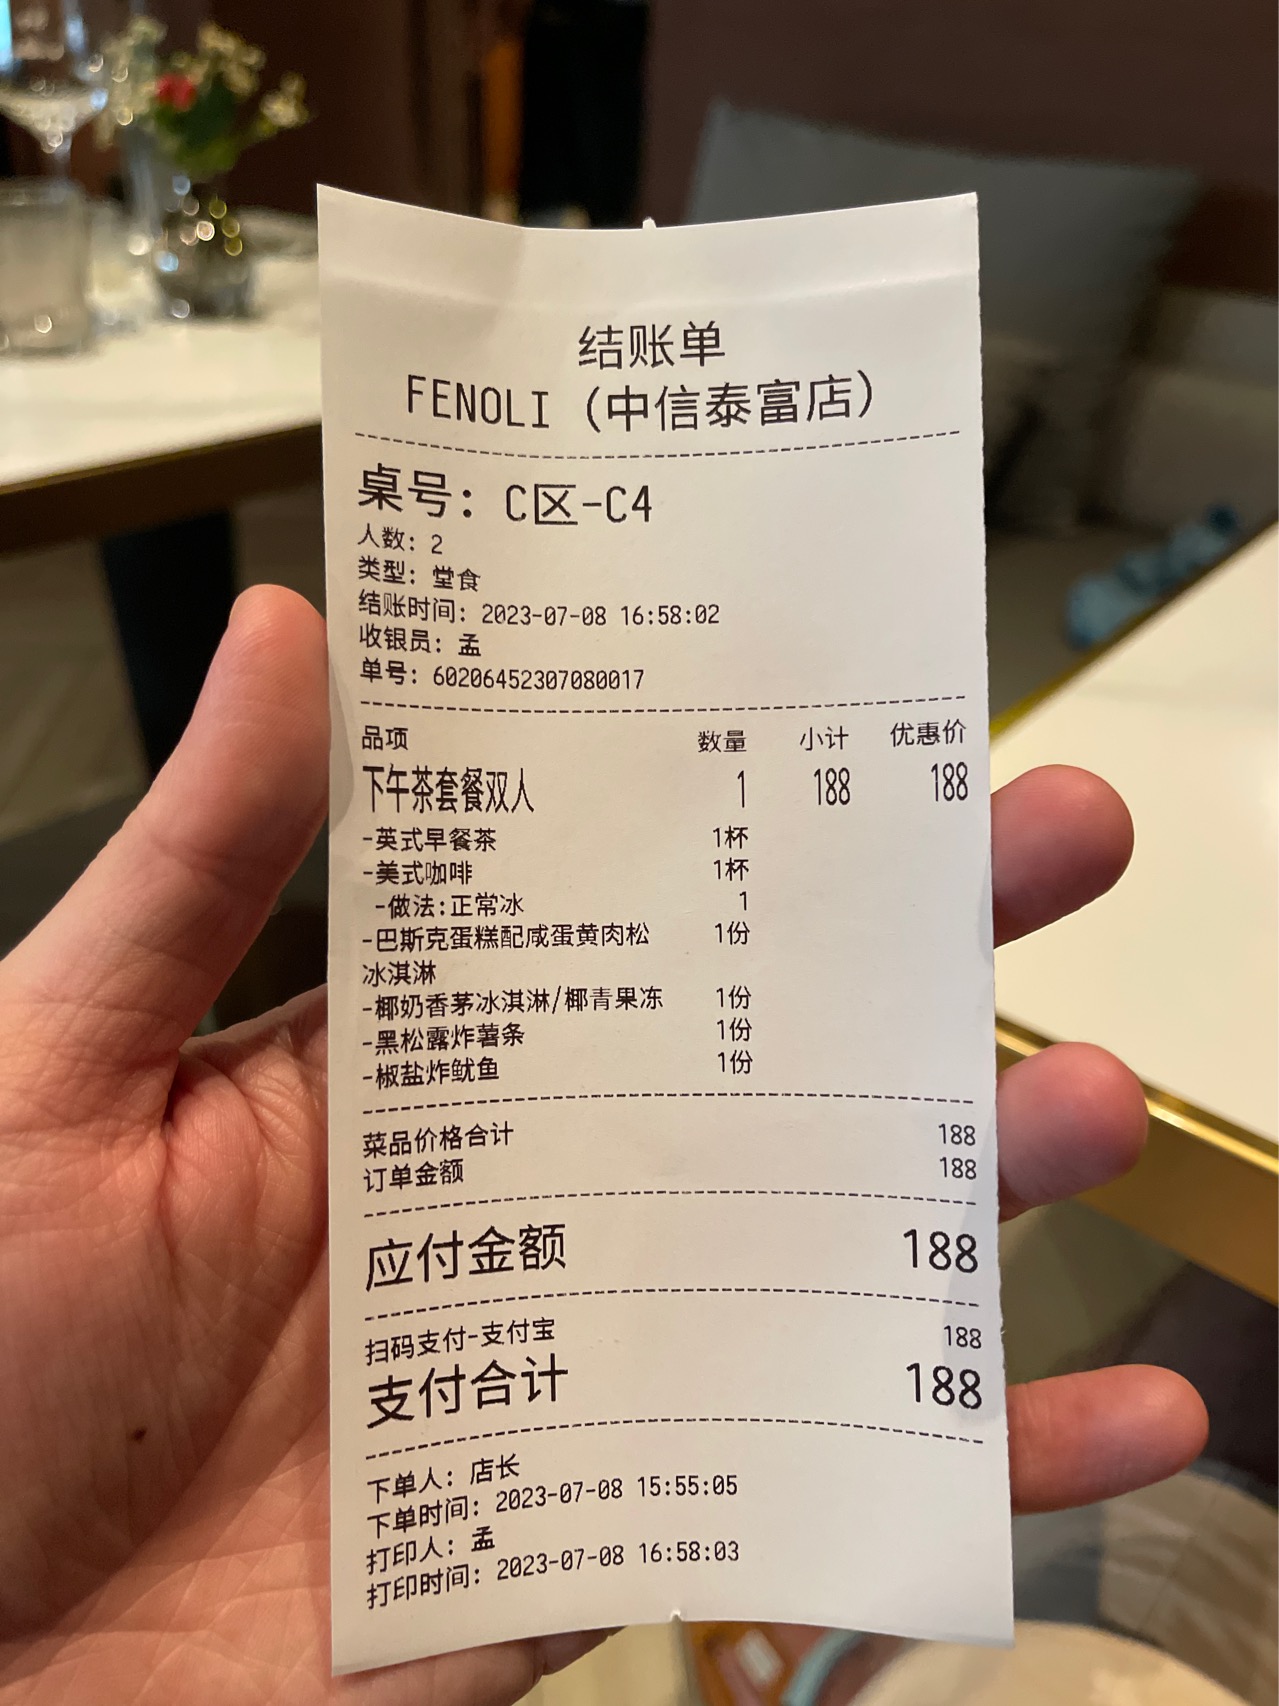 结账单
FENOLI (中信泰富店)
桌号: C区-C4
人数: 2
类型: 堂食
结账时间: 2023-07-08 16:58:02
收银员: 孟
单号: 60206452307080017
品项 数量 小计 优惠价
下午茶套餐双人 1 188 188
-英式早餐茶 1杯
-美式咖啡 1杯
-做法:正常冰 1
-巴斯克蛋糕配咸蛋黄肉松 1份
冰淇淋
-椰奶香茅冰淇淋/椰青果冻 1份
-黑松露炸薯条 1份
-椒盐炸鱿鱼 1份
菜品价格合计 188
订单金额 188
应付金额 188
扫码支付-支付宝 188
支付合计 188
下单人: 店长
下单时间: 2023-07-08 15:55:05
打印人: 孟
打印时间: 2023-07-08 16:58:03